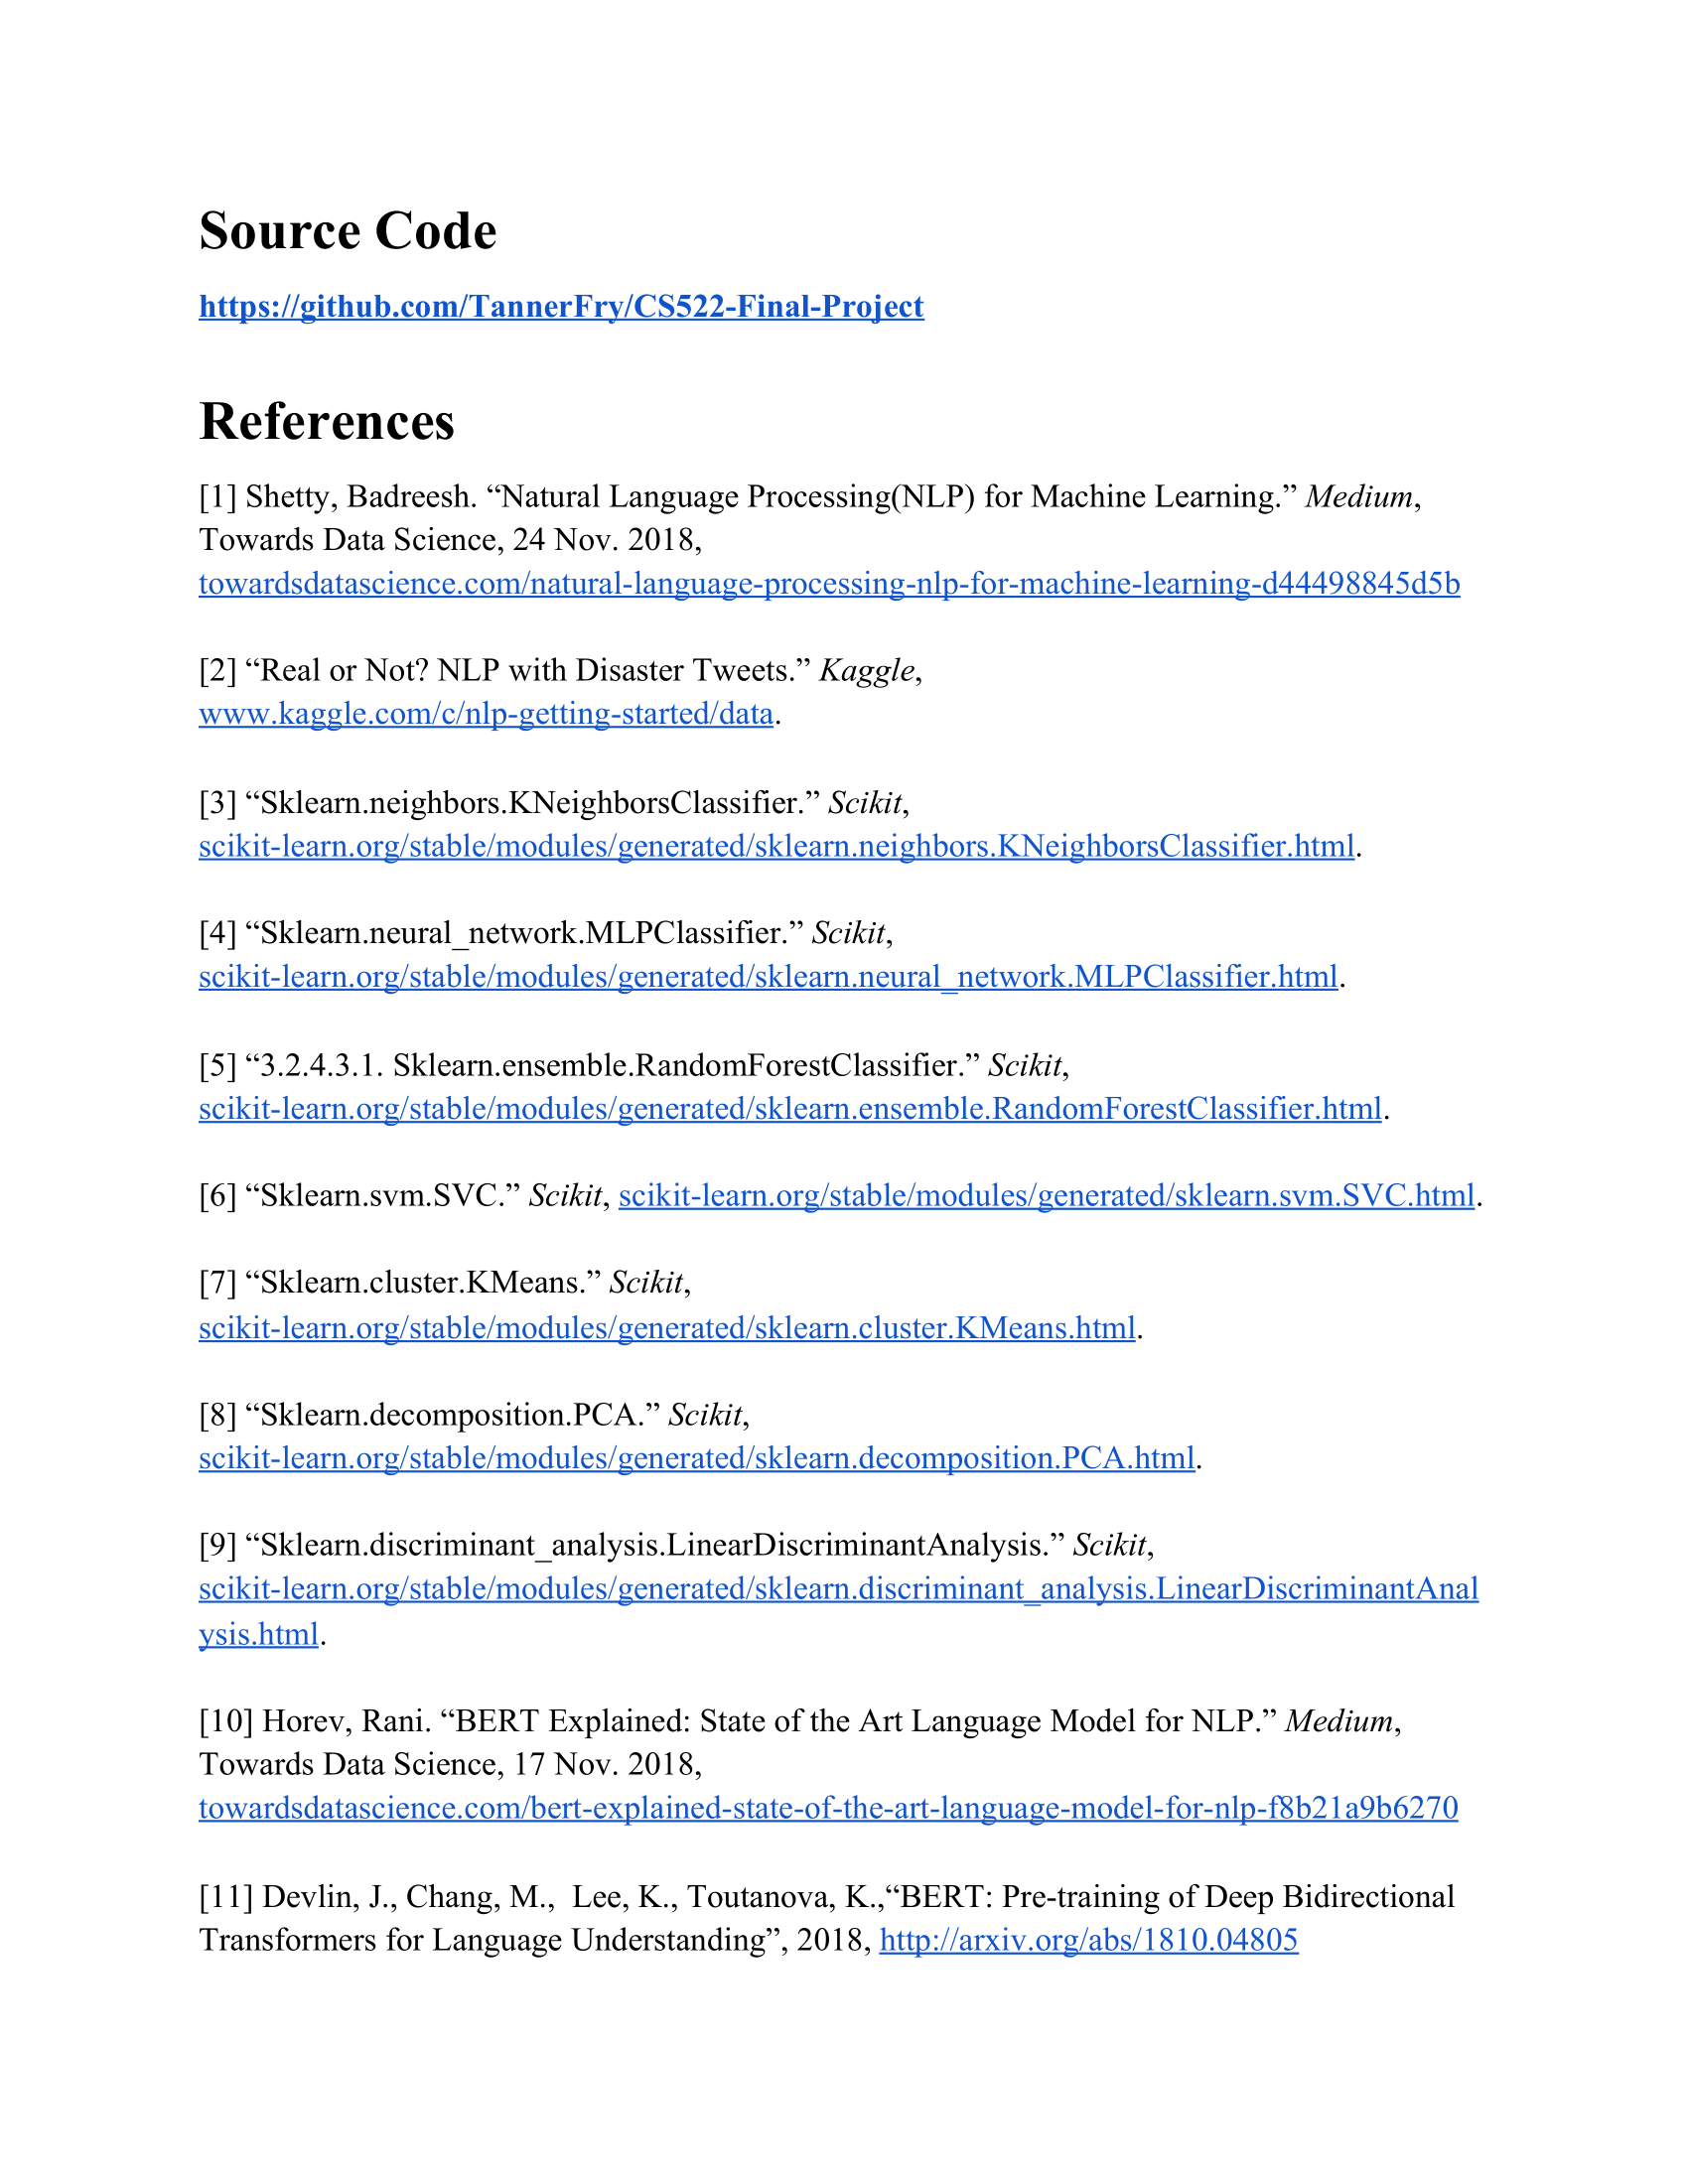 Source Code
https://github.com/TannerFry/CS522-Final-Project
References
[1] Shetty, Badreesh. “Natural Language Processing(NLP) for Machine Learning.” Medium,
Towards Data Science, 24 Nov. 2018,
towardsdatascience.com/natural-language-processing-nlp-for-machine-learning-d44498845d5b
[2] “Real or Not? NLP with Disaster Tweets.” Kaggle,
www.kaggle.com/c/nlp-getting-started/data.
[3] “Sklearn.neighbors.KNeighborsClassifier.” Scikit,
scikit-learn.org/stable/modules/generated/sklearn.neighbors.KNeighborsClassifier.html.
[4] “Sklearn.neural_network.MLPClassifier.” Scikit,
scikit-learn.org/stable/modules/generated/sklearn.neural_network.MLPClassifier.html.
[5] “3.2.4.3.1. Sklearn.ensemble.RandomForestClassifier.” Scikit,
scikit-learn.org/stable/modules/generated/sklearn.ensemble.RandomForestClassifier.html.
[6] “Sklearn.svm.SVC.” Scikit, scikit-learn.org/stable/modules/generated/sklearn.svm.SVC.html.
[7] “Sklearn.cluster.KMeans.” Scikit,
scikit-learn.org/stable/modules/generated/sklearn.cluster.KMeans.html.
[8] “Sklearn.decomposition.PCA.” Scikit,
scikit-learn.org/stable/modules/generated/sklearn.decomposition.PCA.html.
[9] “Sklearn.discriminant_analysis.LinearDiscriminantAnalysis.” Scikit,
scikit-learn.org/stable/modules/generated/sklearn.discriminant_analysis.LinearDiscriminantAnal
ysis.html.
[10] Horev, Rani. “BERT Explained: State of the Art Language Model for NLP.” Medium,
Towards Data Science, 17 Nov. 2018,
towardsdatascience.com/bert-explained-state-of-the-art-language-model-for-nlp-f8b21a9b6270
[11] Devlin, J., Chang, M.,  Lee, K., Toutanova, K.,“BERT: Pre-training of Deep Bidirectional
Transformers for Language Understanding”, 2018, http://arxiv.org/abs/1810.04805